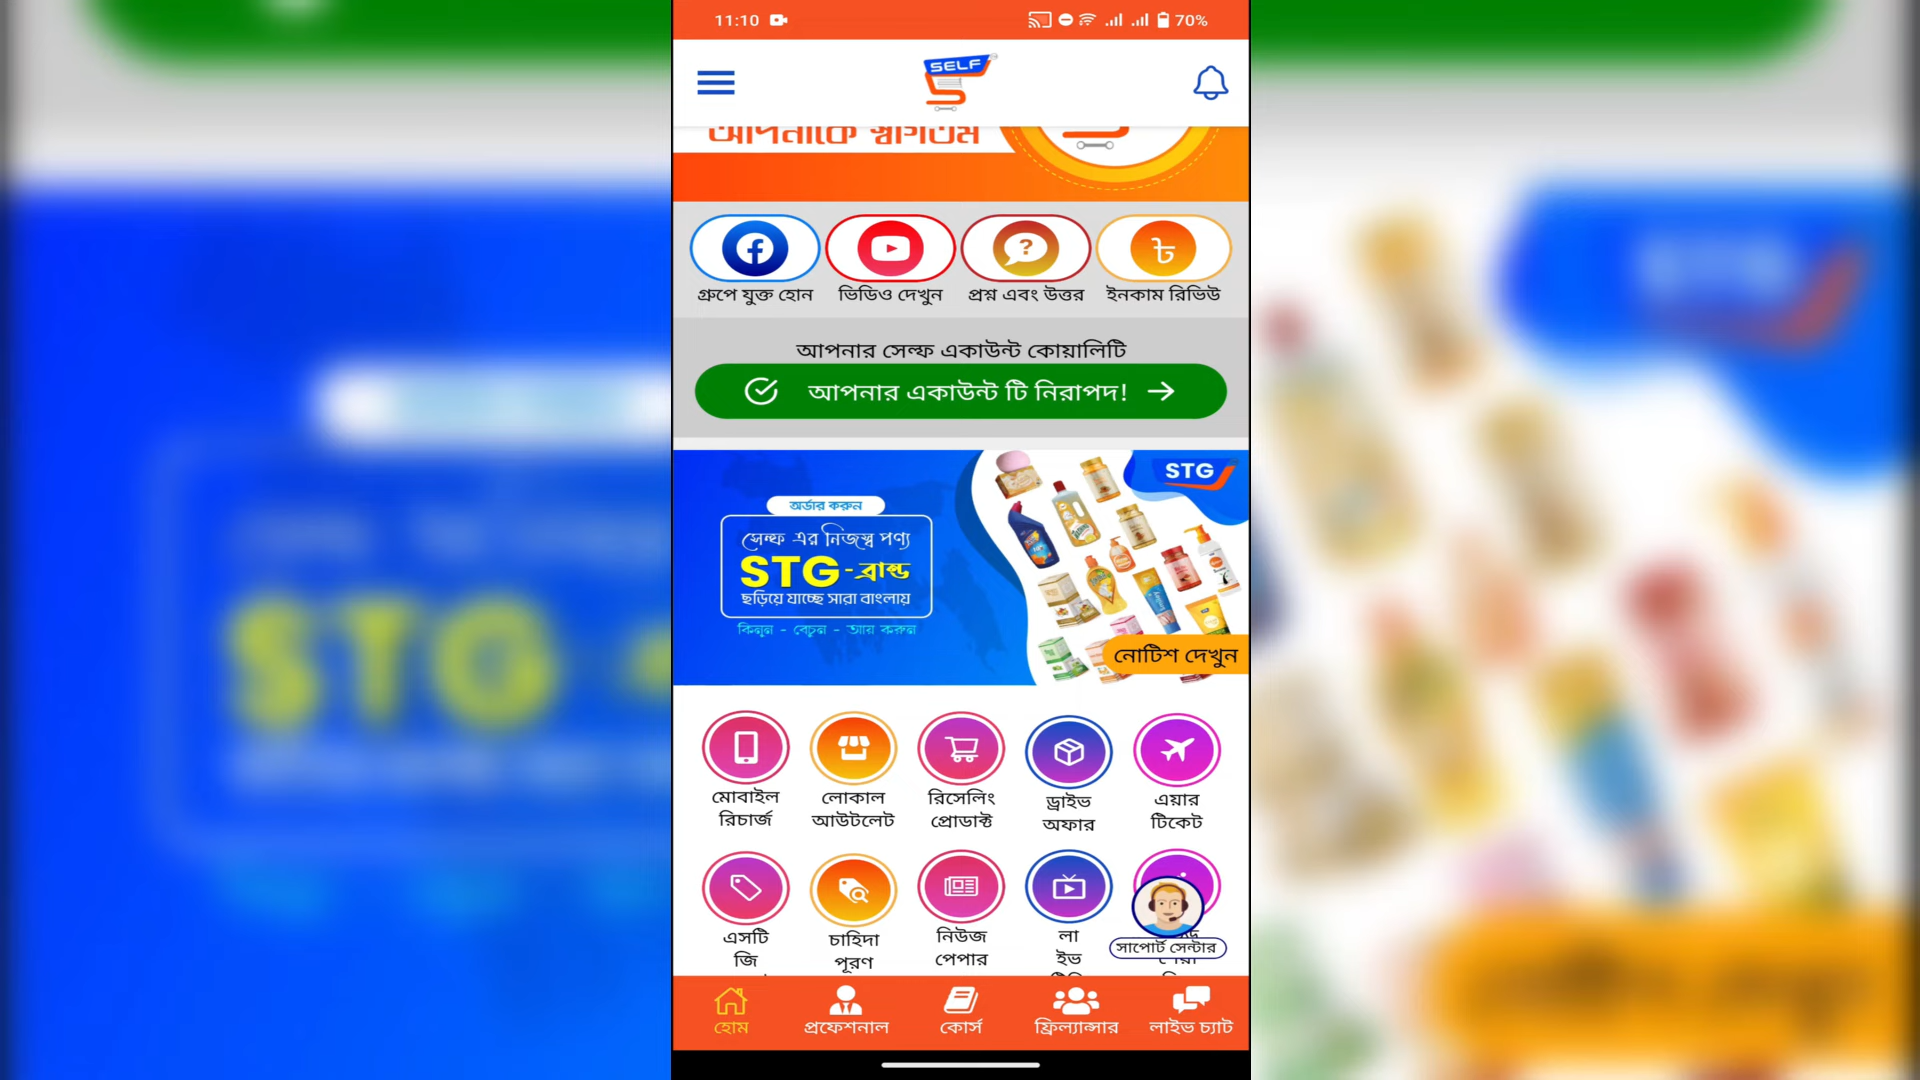 11:10
70%
SELF
আপনাকে স্বাগতম
গ্রুপে যুক্ত হোন
ভিডিও দেখুন
প্রশ্ন এবং উত্তর
ইনকাম রিভিউ
আপনার সেল্ফ একাউন্ট কোয়ালিটি
আপনার একাউন্ট টি নিরাপদ!
STG
অর্ডার করুন
সেল্ফ এর নিজস্ব পণ্য
STG - ব্রান্ড
ছড়িয়ে যাচ্ছে সারা বাংলায়
কিনুন - বেচুন - আয় করুন
নোটিশ দেখুন
মোবাইল রিচার্জ
লোকাল আউটলেট
রিসেলিং প্রোডাক্ট
ড্রাইভ অফার
এয়ার টিকেট
এসটি জি
চাহিদা পূরণ
নিউজ পেপার
লা ইভ
সাপোর্ট সেন্টার
হোম
প্রফেশনাল
কোর্স
ফ্রিল্যান্সার
লাইভ চ্যাট